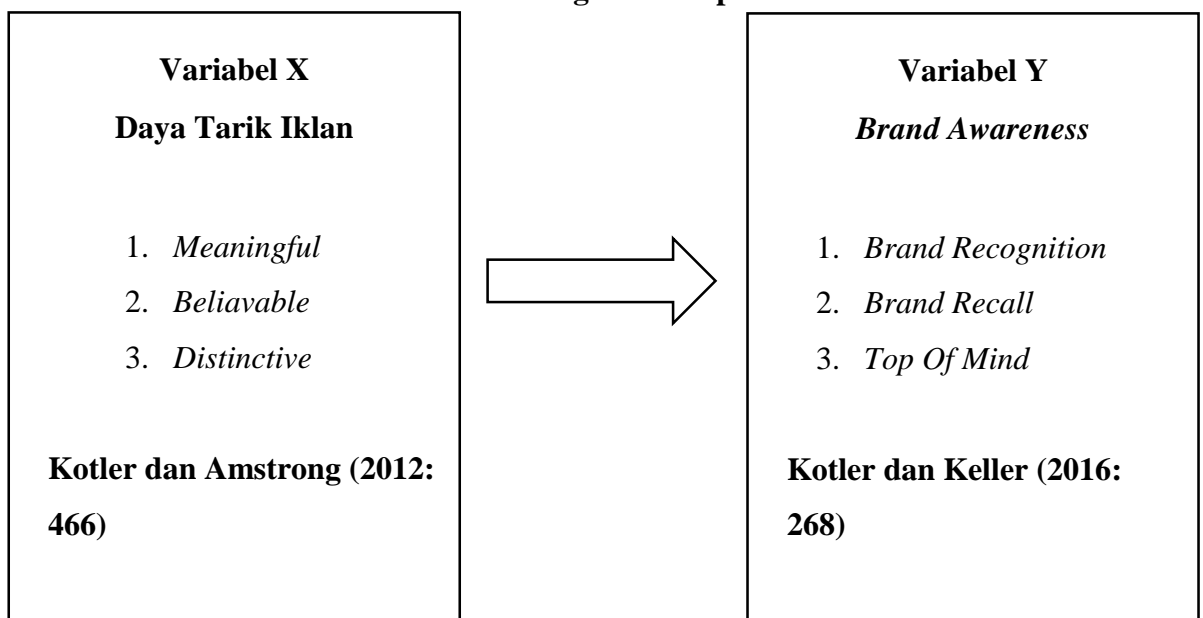 Variabel X
Daya Tarik Iklan
1. Meaningful
2. Beliavable
3. Distinctive
Kotler dan Amstrong (2012:
466)
Variabel Y
Brand Awareness
1. Brand Recognition
2. Brand Recall
3. Top Of Mind
Kotler dan Keller (2016:
268)